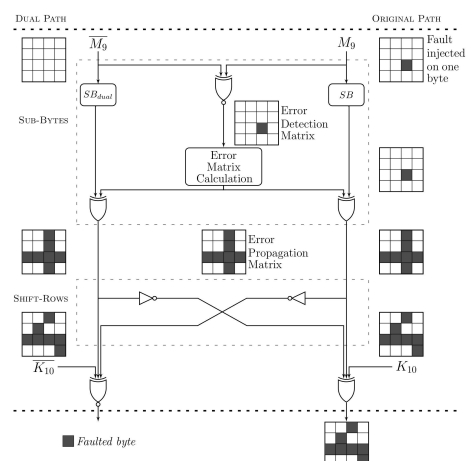 DUAL PATH
ORIGINAL PATH
$\overline{M_9}$
$M_9$
Fault
injected
on one
byte
$SB_{dual}$
$SB$
SUB-BYTES
Error
Detection
Matrix
Error
Matrix
Calculation
Error
Propagation
Matrix
SHIFT-ROWS
$\overline{K_{10}}$
$K_{10}$
Faulted byte